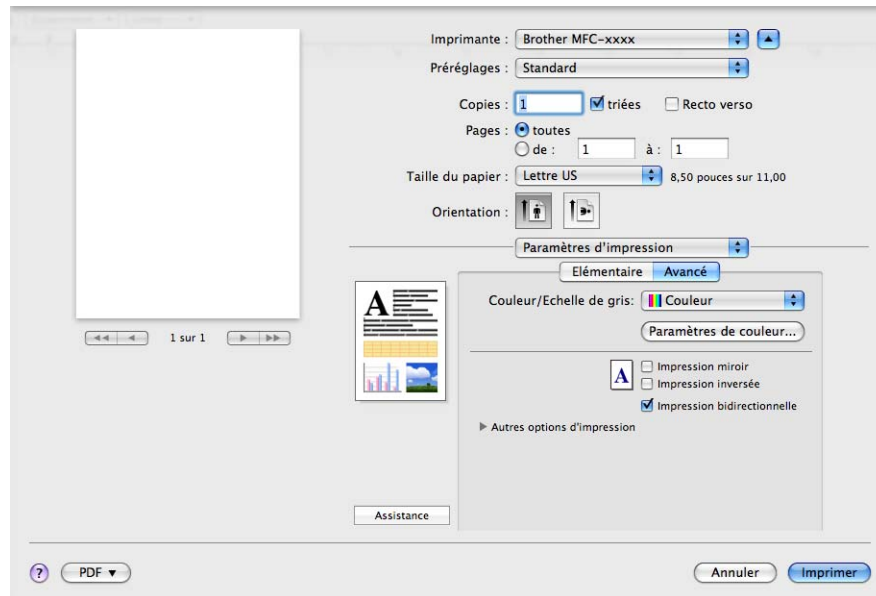 Imprimante : Brother MFC-xxxx
Préréglages : Standard
Copies : 1 triées Recto verso
Pages : toutes
de : 1 à : 1
Taille du papier : Lettre US 8,50 pouces sur 11,00
Orientation :
Paramètres d'impression
Elémentaire Avancé
Couleur/Echelle de gris: Couleur
Paramètres de couleur...
A
A
Impression miroir
Impression inversée
Impression bidirectionnelle
Autres options d'impression
1 sur 1
Assistance
? PDF Annuler Imprimer